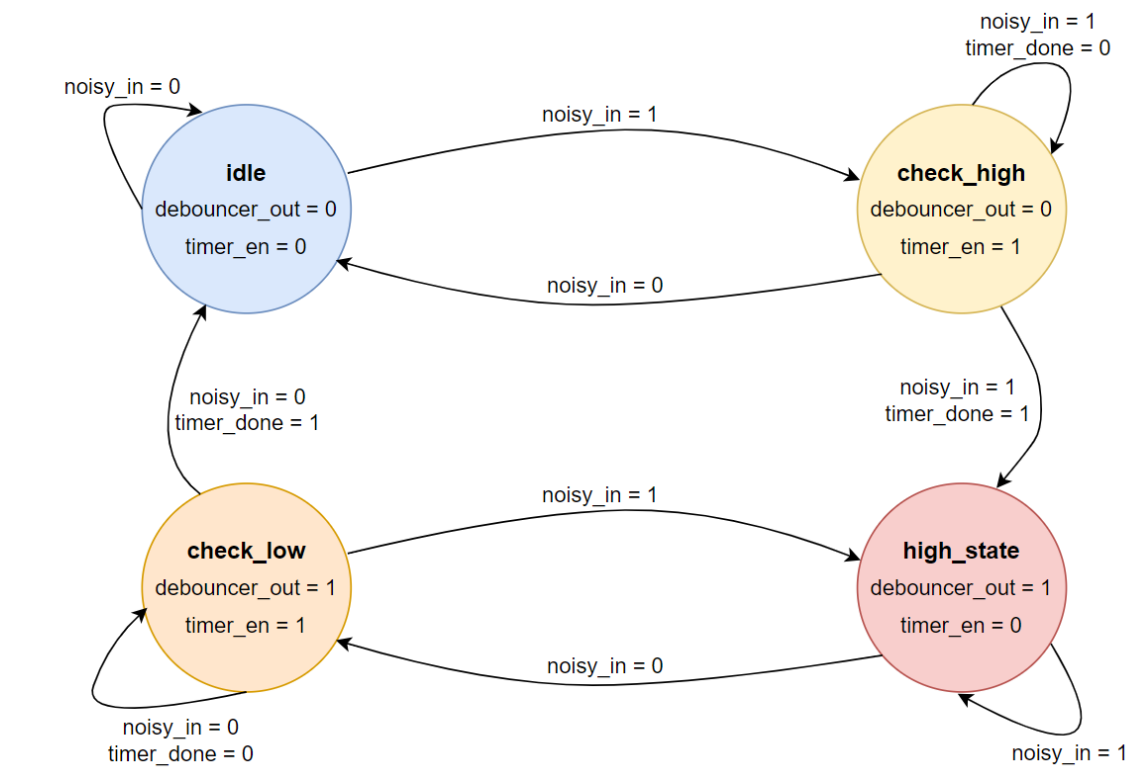 noisy_in = 1
timer_done = 0
noisy_in = 0
noisy_in = 1
idle
debouncer_out = 0
timer_en = 0
check_high
debouncer_out = 0
timer_en = 1
noisy_in = 0
noisy_in = 0
timer_done = 1
noisy_in = 1
timer_done = 1
noisy_in = 1
check_low
debouncer_out = 1
timer_en = 1
high_state
debouncer_out = 1
timer_en = 0
noisy_in = 0
noisy_in = 0
timer_done = 0
noisy_in = 1